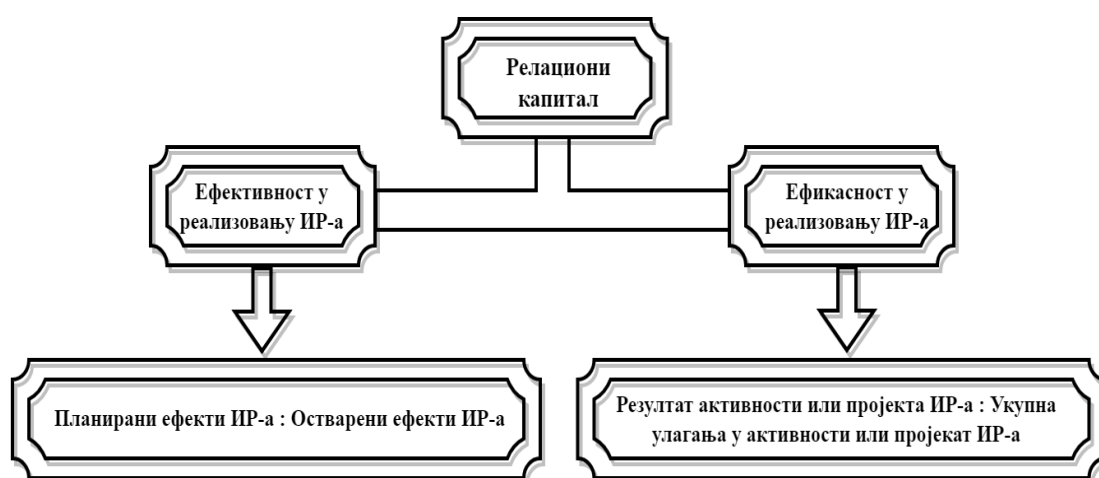 Релациони
капитал
Ефективност у
реализовању ИР-а
Ефикасност у
реализовању ИР-а
Планирани ефекти ИР-а : Остварени ефекти ИР-а
Резултат активности или пројекта ИР-а : Укупна
улагања у активности или пројекат ИР-а